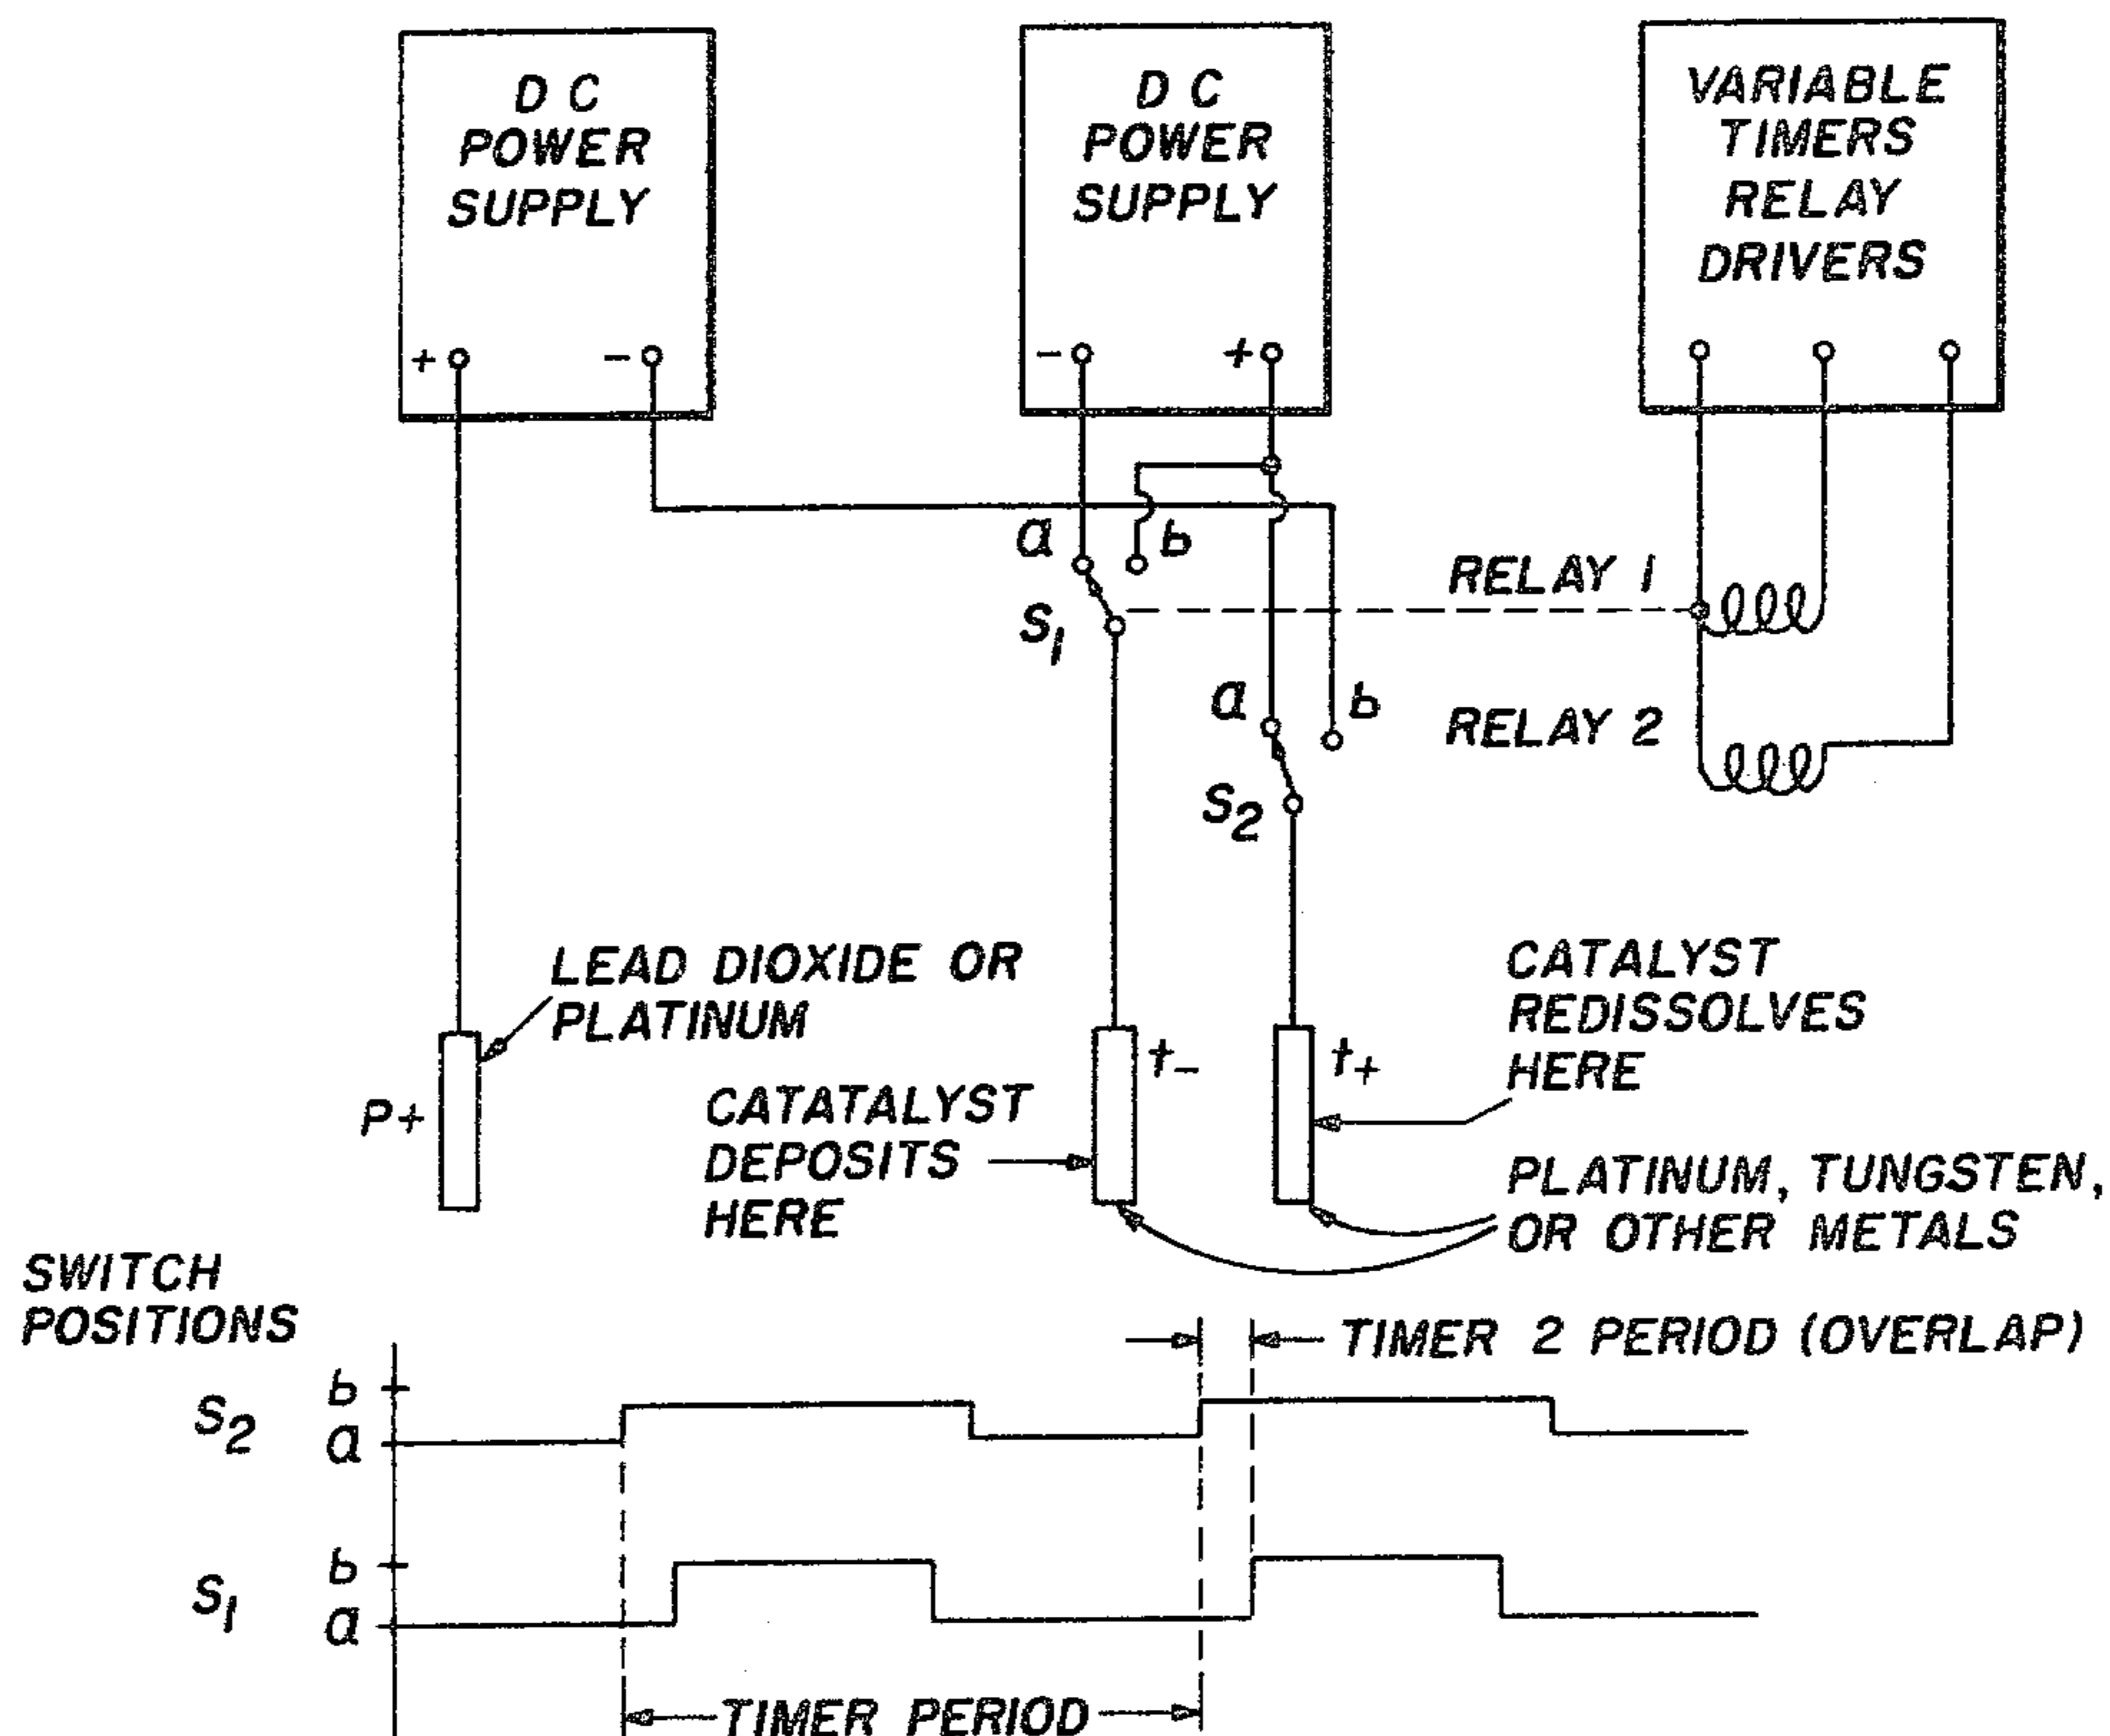 D C
POWER
SUPPLY
+
-
D C
POWER
SUPPLY
-
+
VARIABLE
TIMERS
RELAY
DRIVERS
a
b
S1
RELAY 1
a
b
S2
RELAY 2
LEAD DIOXIDE OR
PLATINUM
P+
CATATALYST
DEPOSITS
HERE
t-
t+
CATALYST
REDISSOLVES
HERE
PLATINUM, TUNGSTEN,
OR OTHER METALS
SWITCH
POSITIONS
TIMER 2 PERIOD (OVERLAP)
S2
b
a
S1
b
a
TIMER PERIOD